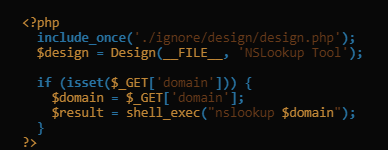 <?php
include_once('./ignore/design/design.php');
$design = Design(__FILE__, 'NSLookup Tool');
if (isset($_GET['domain'])) {
$domain = $_GET['domain'];
$result = shell_exec("nslookup $domain");
}
?>